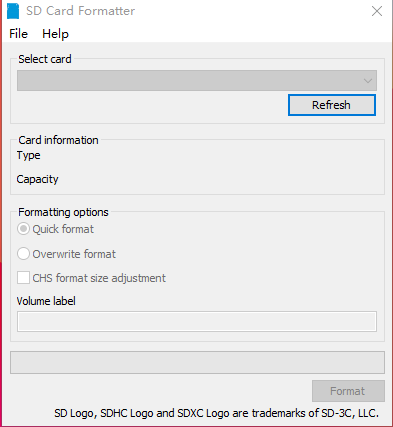 SD Card Formatter
File Help
Select card
Refresh
Card information
Type
Capacity
Formatting options
Quick format
Overwrite format
CHS format size adjustment
Volume label
Format
SD Logo, SDHC Logo and SDXC Logo are trademarks of SD-3C, LLC.